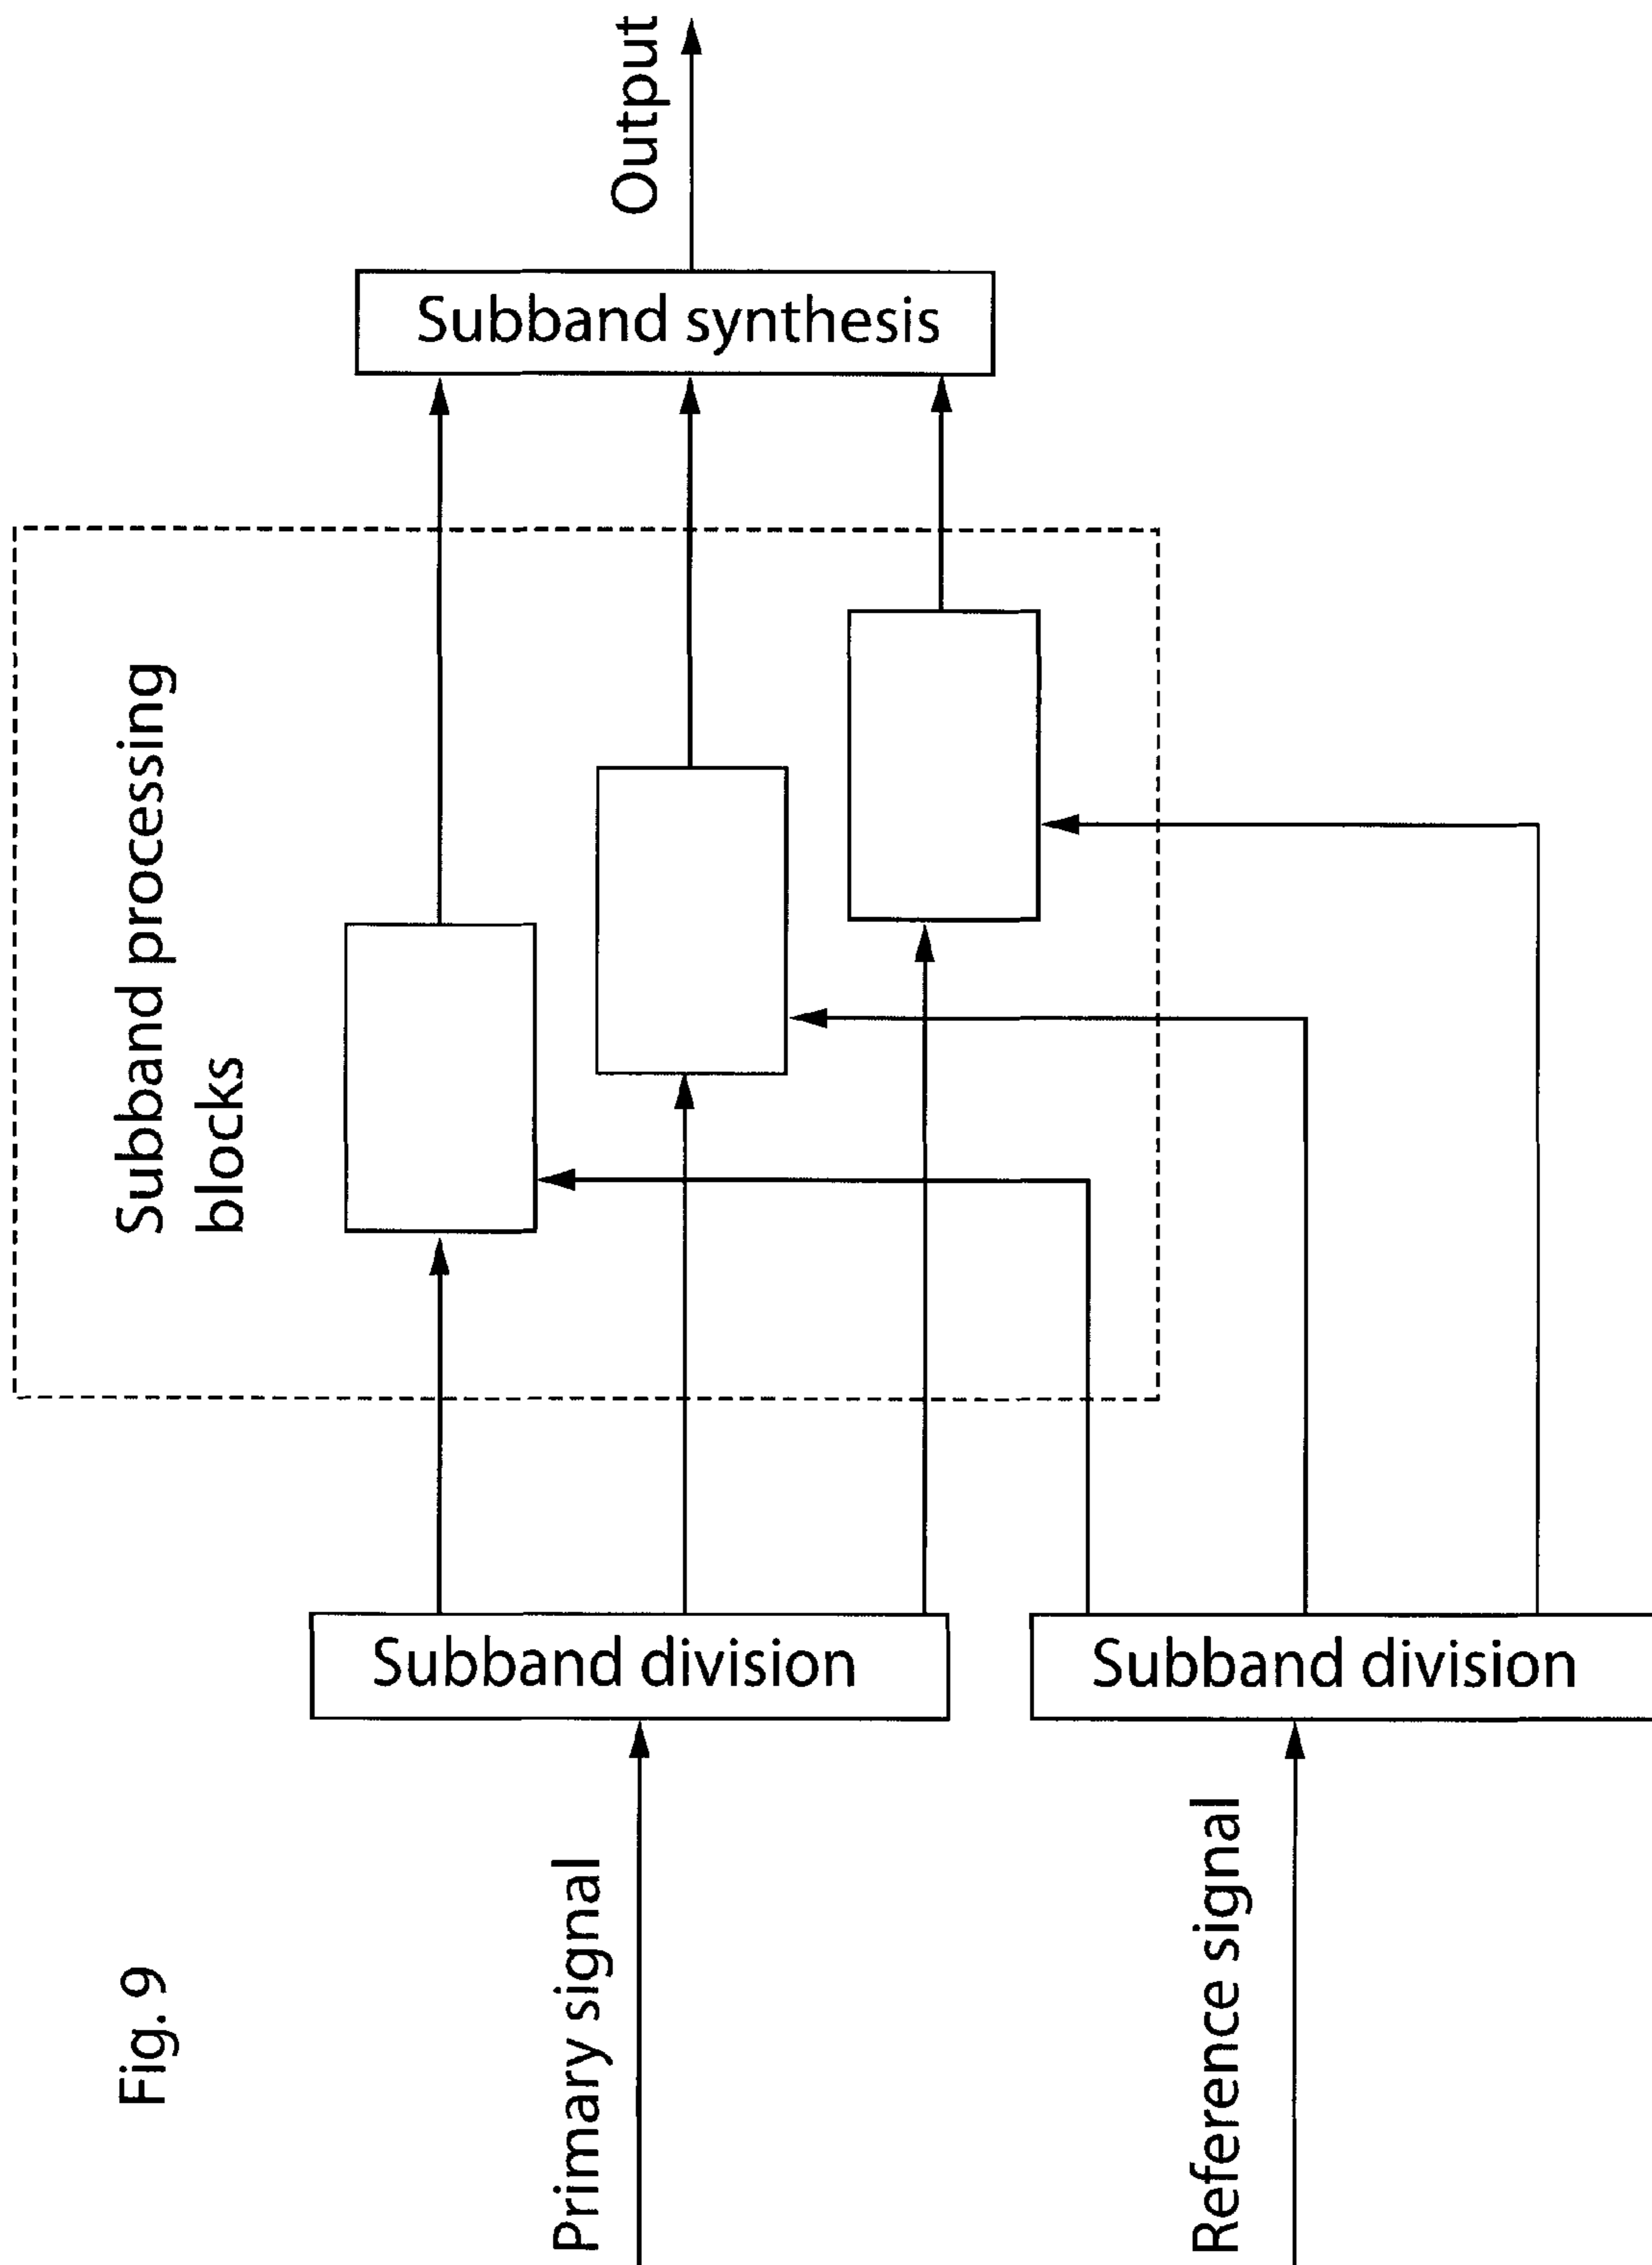 Fig. 9
Subband processing
blocks
Primary signal
Subband division
Subband synthesis
Output
Reference signal
Subband division